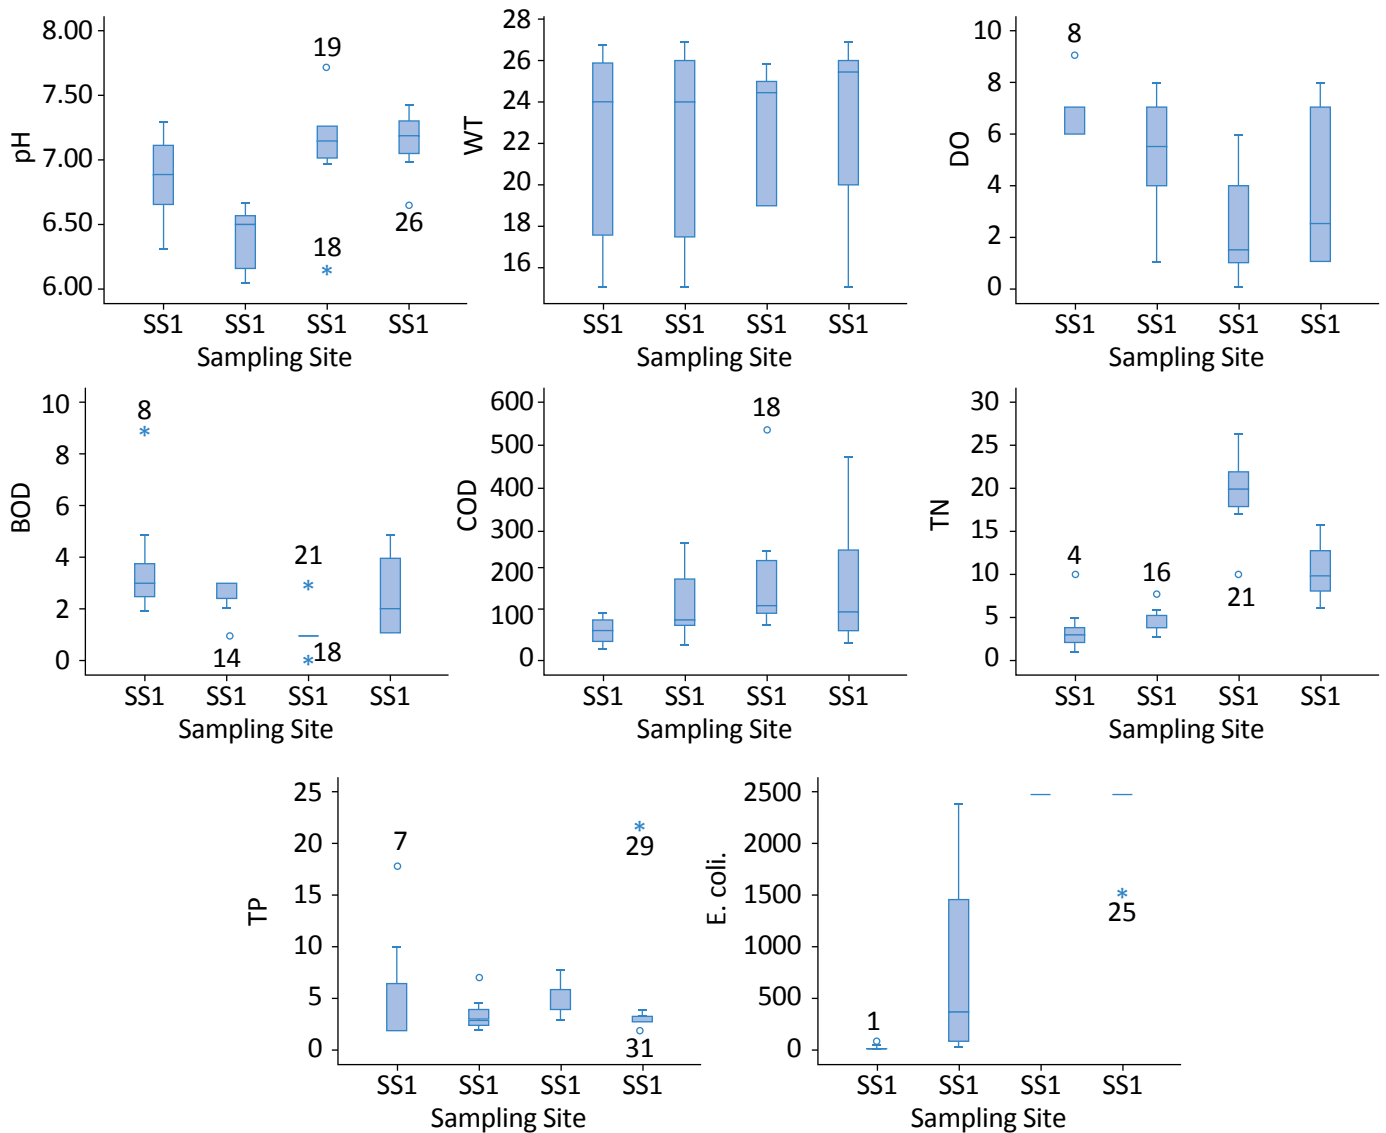 8.00
7.50
7.00
6.50
6.00
pH
19
18
26
SS1 SS1 SS1 SS1
Sampling Site
28
26
24
22
20
18
16
WT
SS1 SS1 SS1 SS1
Sampling Site
10
8
6
4
2
0
DO
8
SS1 SS1 SS1 SS1
Sampling Site
10
8
6
4
2
0
BOD
8
14
21
18
SS1 SS1 SS1 SS1
Sampling Site
600
500
400
300
200
100
0
COD
18
SS1 SS1 SS1 SS1
Sampling Site
30
25
20
15
10
5
0
TN
4
16
21
SS1 SS1 SS1 SS1
Sampling Site
25
20
15
10
5
0
TP
7
29
31
SS1 SS1 SS1 SS1
Sampling Site
2500
2000
1500
1000
500
0
E. coli.
1
25
SS1 SS1 SS1 SS1
Sampling Site